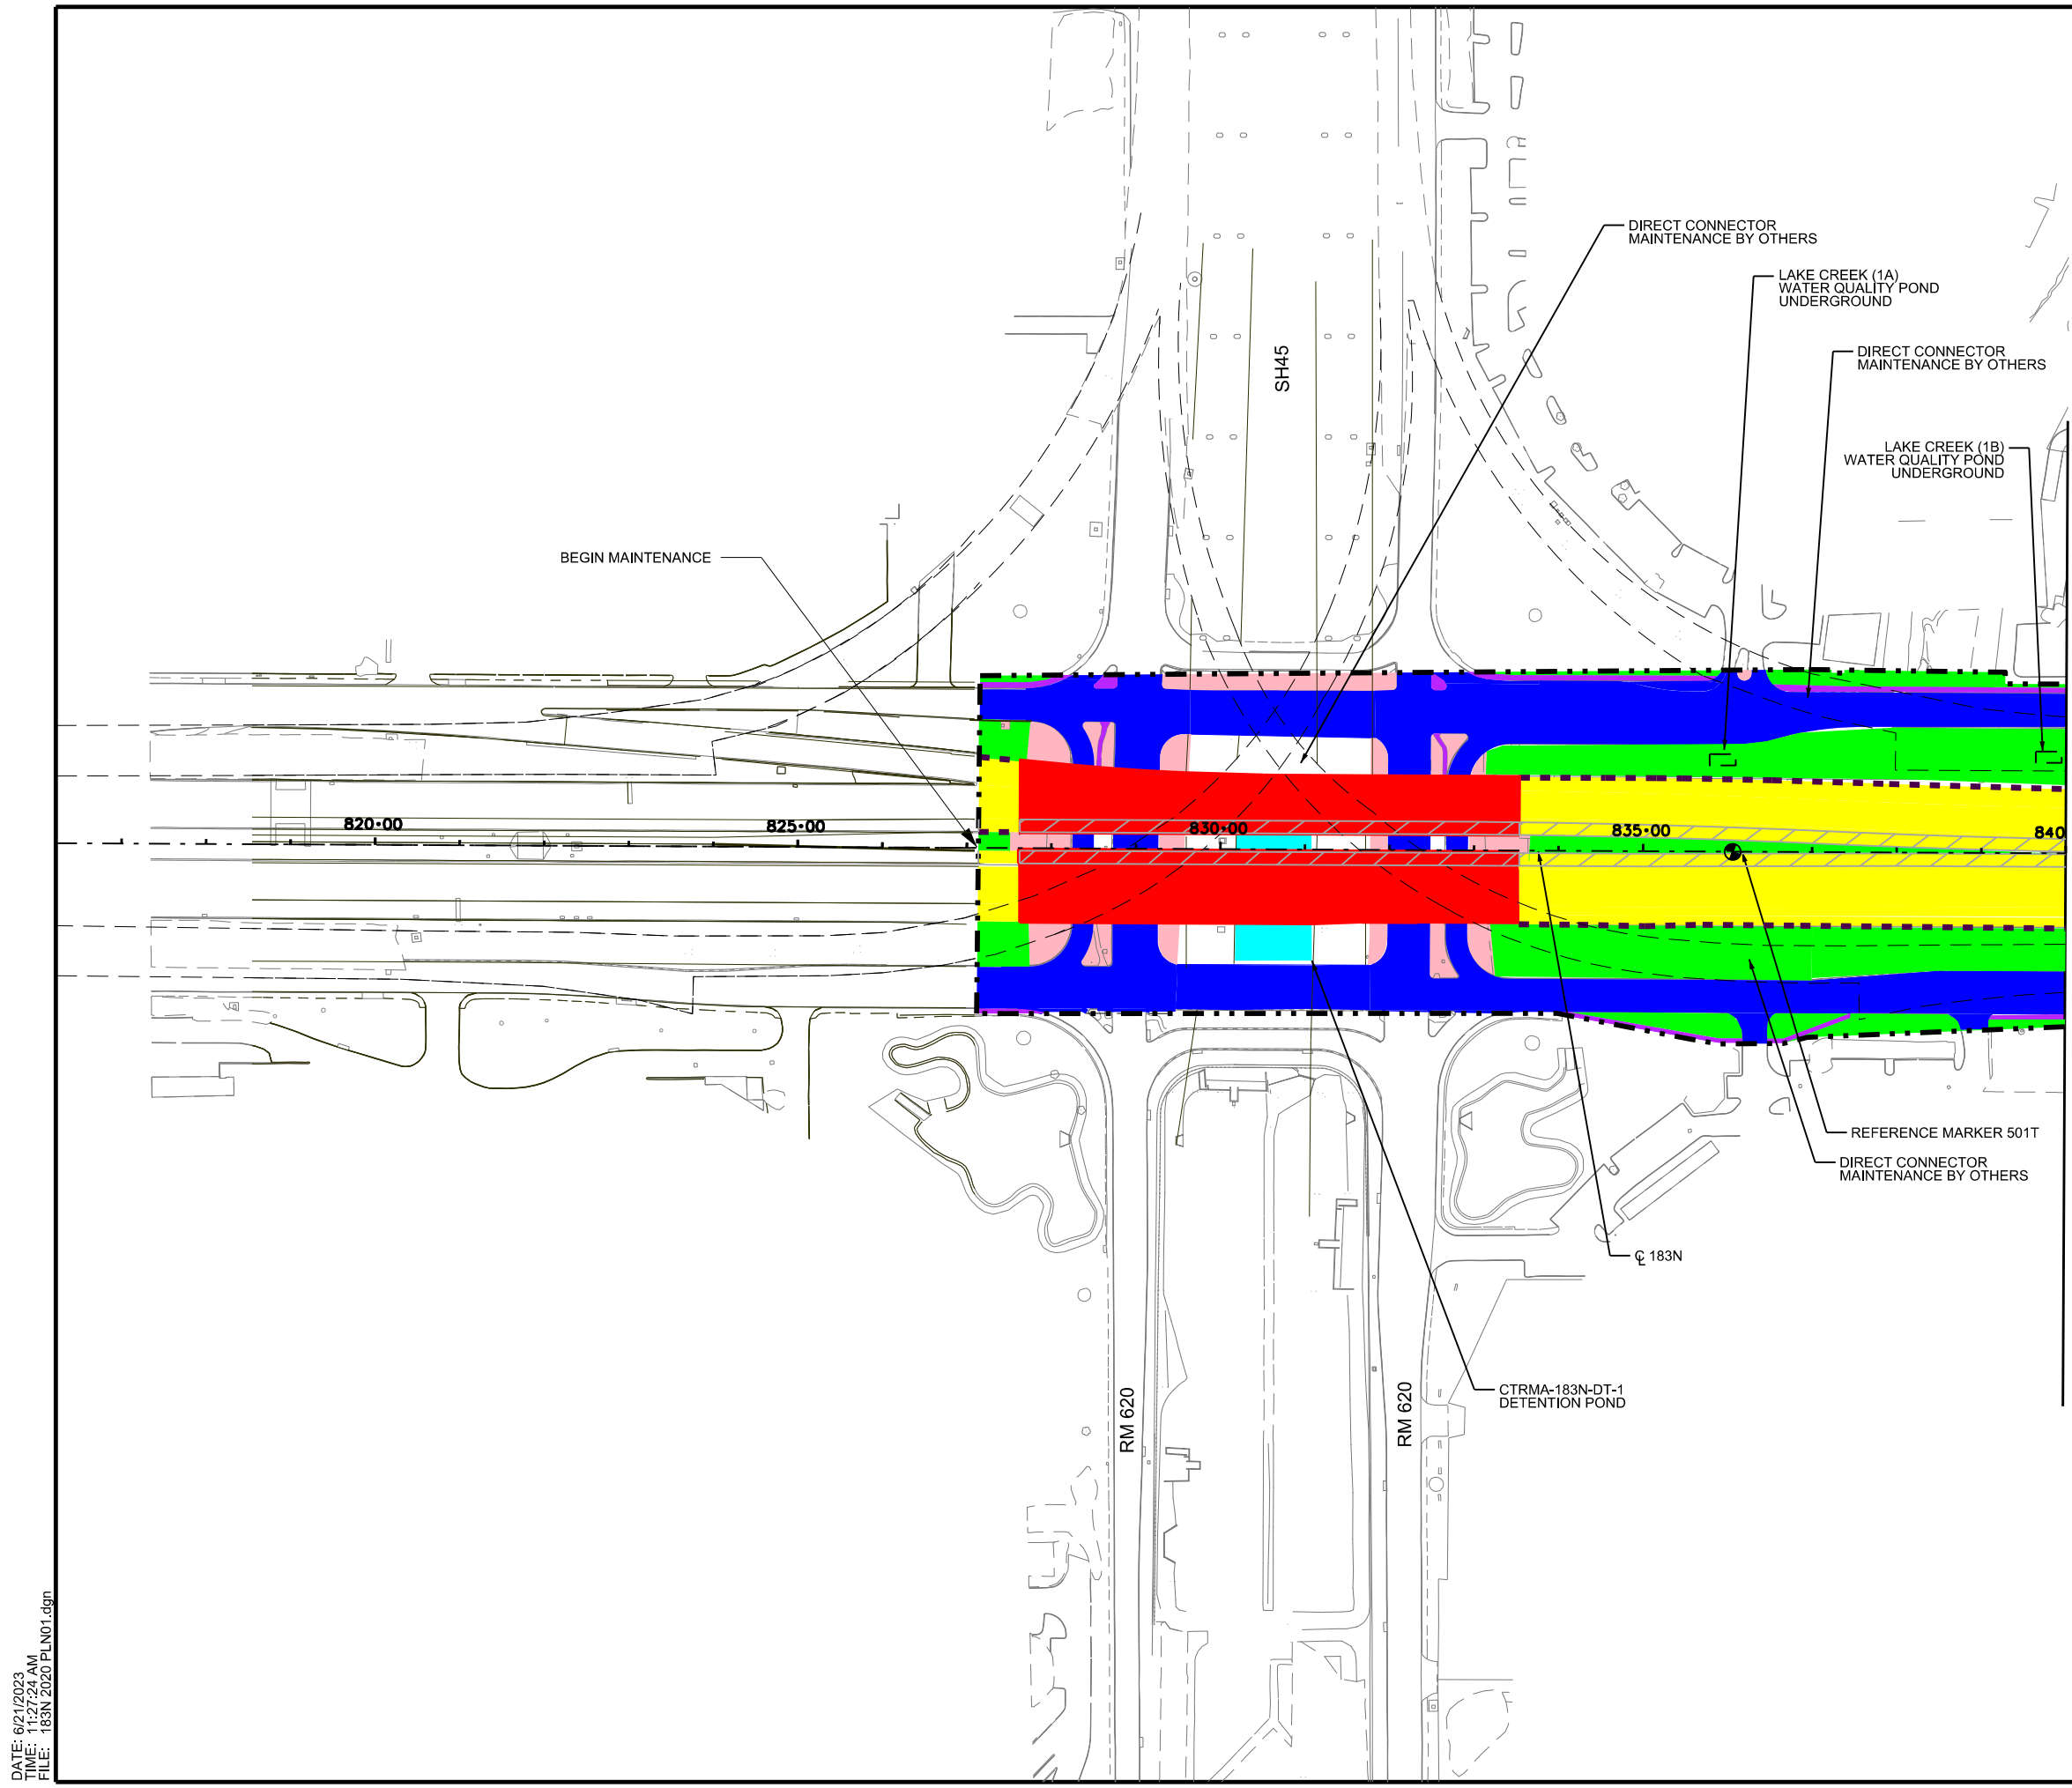 DIRECT CONNECTOR
MAINTENANCE BY OTHERS
LAKE CREEK (1A)
WATER QUALITY POND
UNDERGROUND
DIRECT CONNECTOR
MAINTENANCE BY OTHERS
SH45
LAKE CREEK (1B)
WATER QUALITY POND
UNDERGROUND
BEGIN MAINTENANCE
820+00
825+00
830+00
835+00
840
REFERENCE MARKER 501T
DIRECT CONNECTOR
MAINTENANCE BY OTHERS
℄ 183N
CTRMA-183N-DT-1
DETENTION POND
RM 620
RM 620
DATE: 6/21/2023
TIME: 11:27:24 AM
FILE: 183N 2020 PLN01.dgn